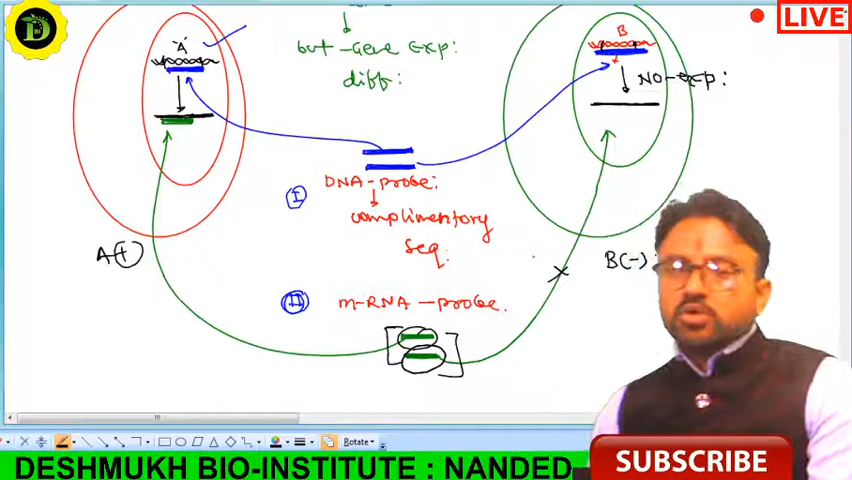 LIVE
D
'A'
but - Gene Exp:
diff:
B
NO-exp:
DNA-probe:
I
complimentory
seq:
A(+)
B(-):
II
m-RNA - probe.
Rotate
DESHMUKH BIO-INSTITUTE : NANDED
SUBSCRIBE